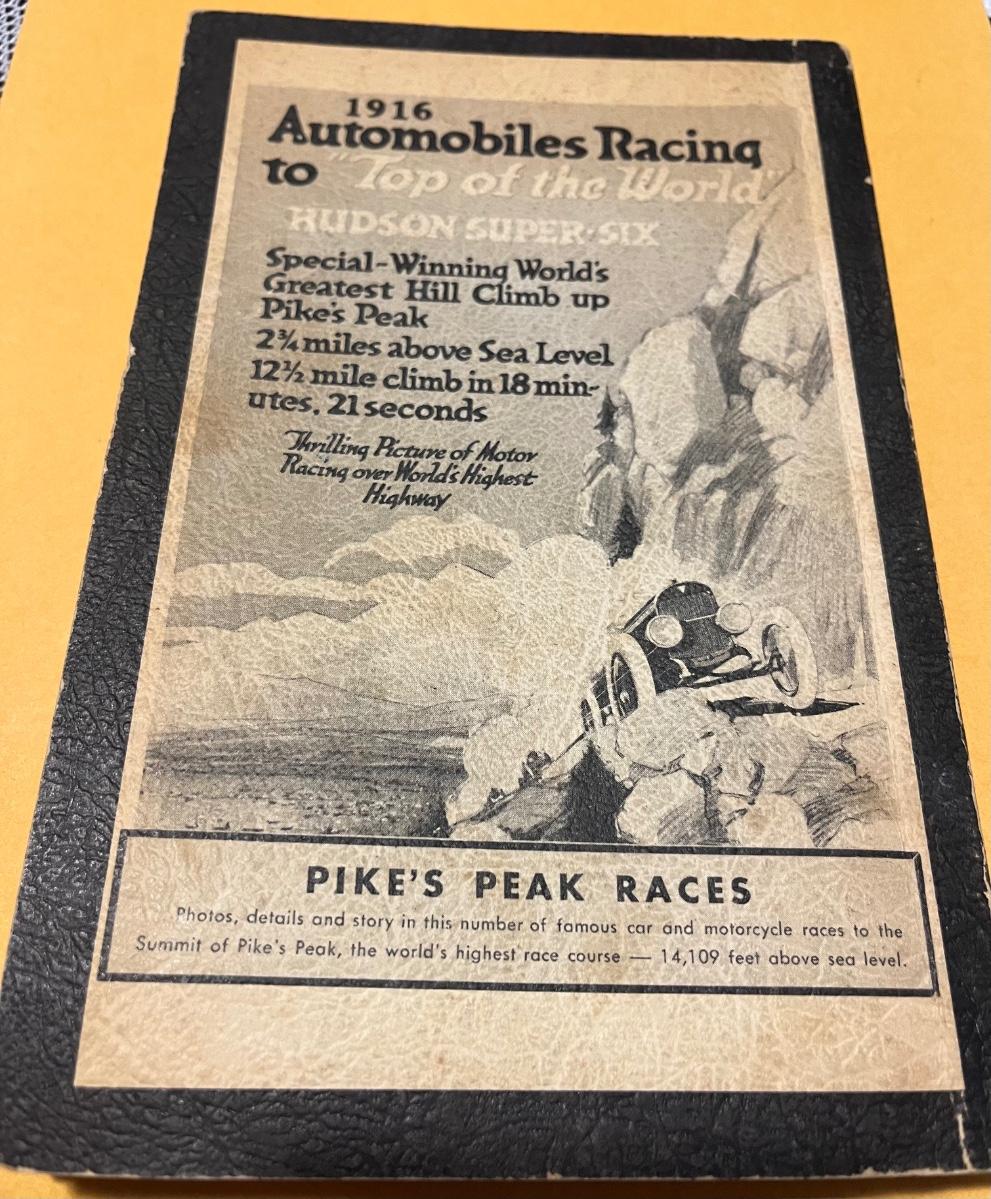 1916
Automobiles Racing
to "Top of the World"
HUDSON SUPER-SIX
Special-Winning World's
Greatest Hill Climb up
Pike's Peak
2¾ miles above Sea Level
12½ mile climb in 18 min-
utes, 21 seconds
Thrilling Picture of Motor
Racing over World's Highest
Highway
PIKE'S PEAK RACES
Photos, details and story in this number of famous car and motorcycle races to the
Summit of Pike's Peak, the world's highest race course — 14,109 feet above sea level.